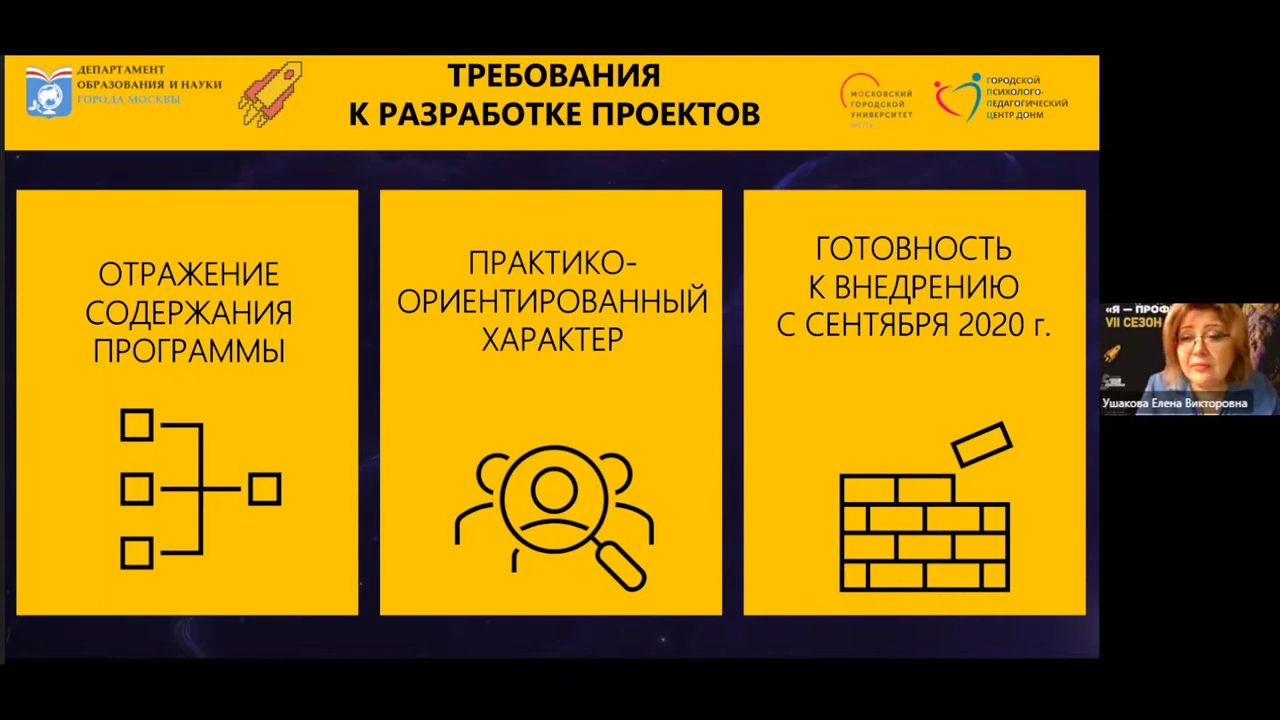 ДЕПАРТАМЕНТ
ОБРАЗОВАНИЯ И НАУКИ
ГОРОДА МОСКВЫ
ТРЕБОВАНИЯ
К РАЗРАБОТКЕ ПРОЕКТОВ
МОСКОВСКИЙ
ГОРОДСКОЙ
УНИВЕРСИТЕТ
ГОРОДСКОЙ
ПСИХОЛОГО-
ПЕДАГОГИЧЕСКИЙ
ЦЕНТР ДОНМ
ОТРАЖЕНИЕ
СОДЕРЖАНИЯ
ПРОГРАММЫ
ПРАКТИКО-
ОРИЕНТИРОВАННЫЙ
ХАРАКТЕР
ГОТОВНОСТЬ
К ВНЕДРЕНИЮ
С СЕНТЯБРЯ 2020 г.
«Я — ПРОФ
VII СЕЗОН
Ушакова Елена Викторовна